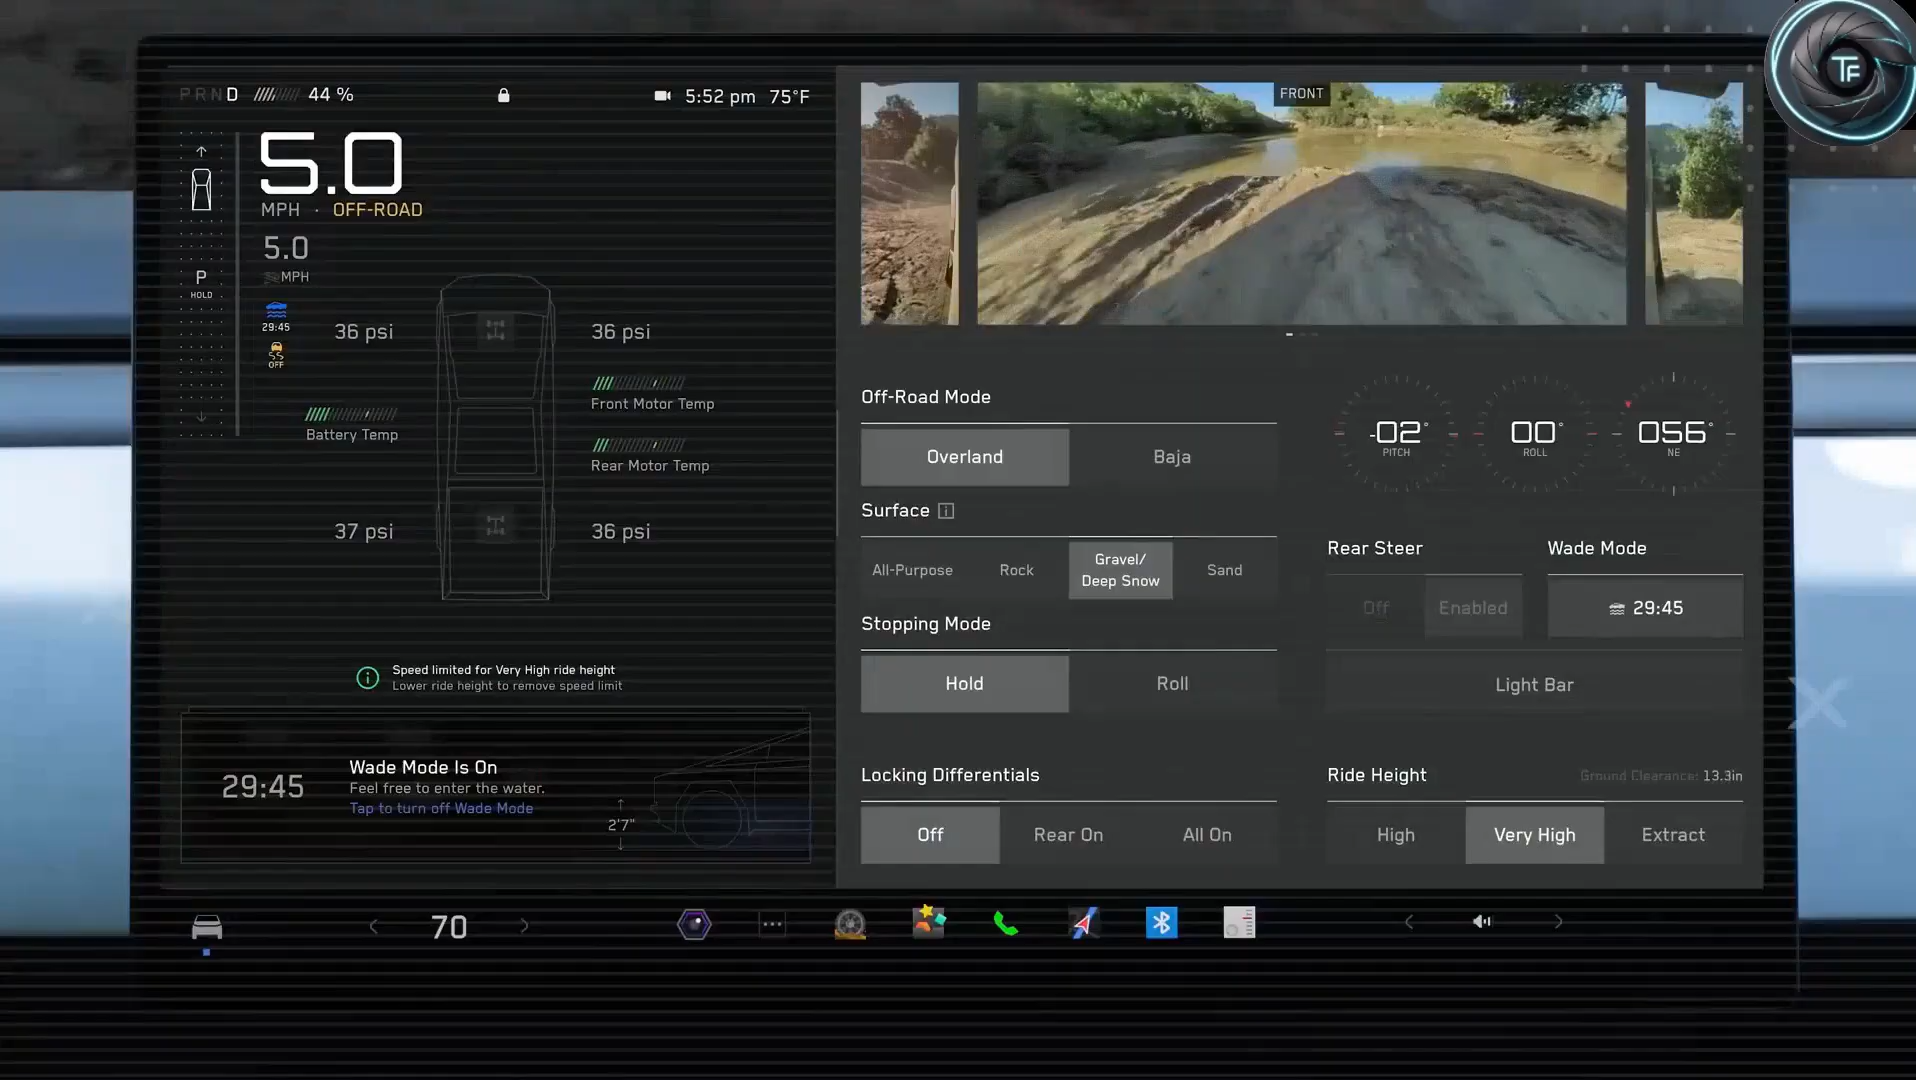 PRND 44 %
5:52 pm 75°F
5.0
MPH · OFF-ROAD
5.0
MPH
P
HOLD
29:45
OFF
36 psi
36 psi
Front Motor Temp
Battery Temp
Rear Motor Temp
37 psi
36 psi
Speed limited for Very High ride height
Lower ride height to remove speed limit
29:45
Wade Mode Is On
Feel free to enter the water.
Tap to turn off Wade Mode
2'7"
FRONT
Off-Road Mode
Overland Baja
Surface
All-Purpose Rock Gravel/
Deep Snow Sand
Stopping Mode
Hold Roll
Locking Differentials
Off Rear On All On
-02°
PITCH
00°
ROLL
056°
NE
Rear Steer
Off Enabled
Wade Mode
29:45
Light Bar
Ride Height Ground Clearance: 13.3in
High Very High Extract
70
TF